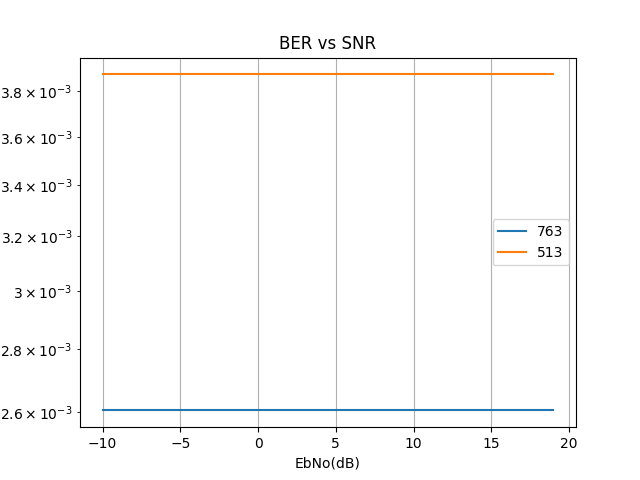 BER vs SNR
3.8 × 10⁻³
3.6 × 10⁻³
3.4 × 10⁻³
3.2 × 10⁻³
3 × 10⁻³
2.8 × 10⁻³
2.6 × 10⁻³
763
513
−10 −5 0 5 10 15 20
EbNo(dB)